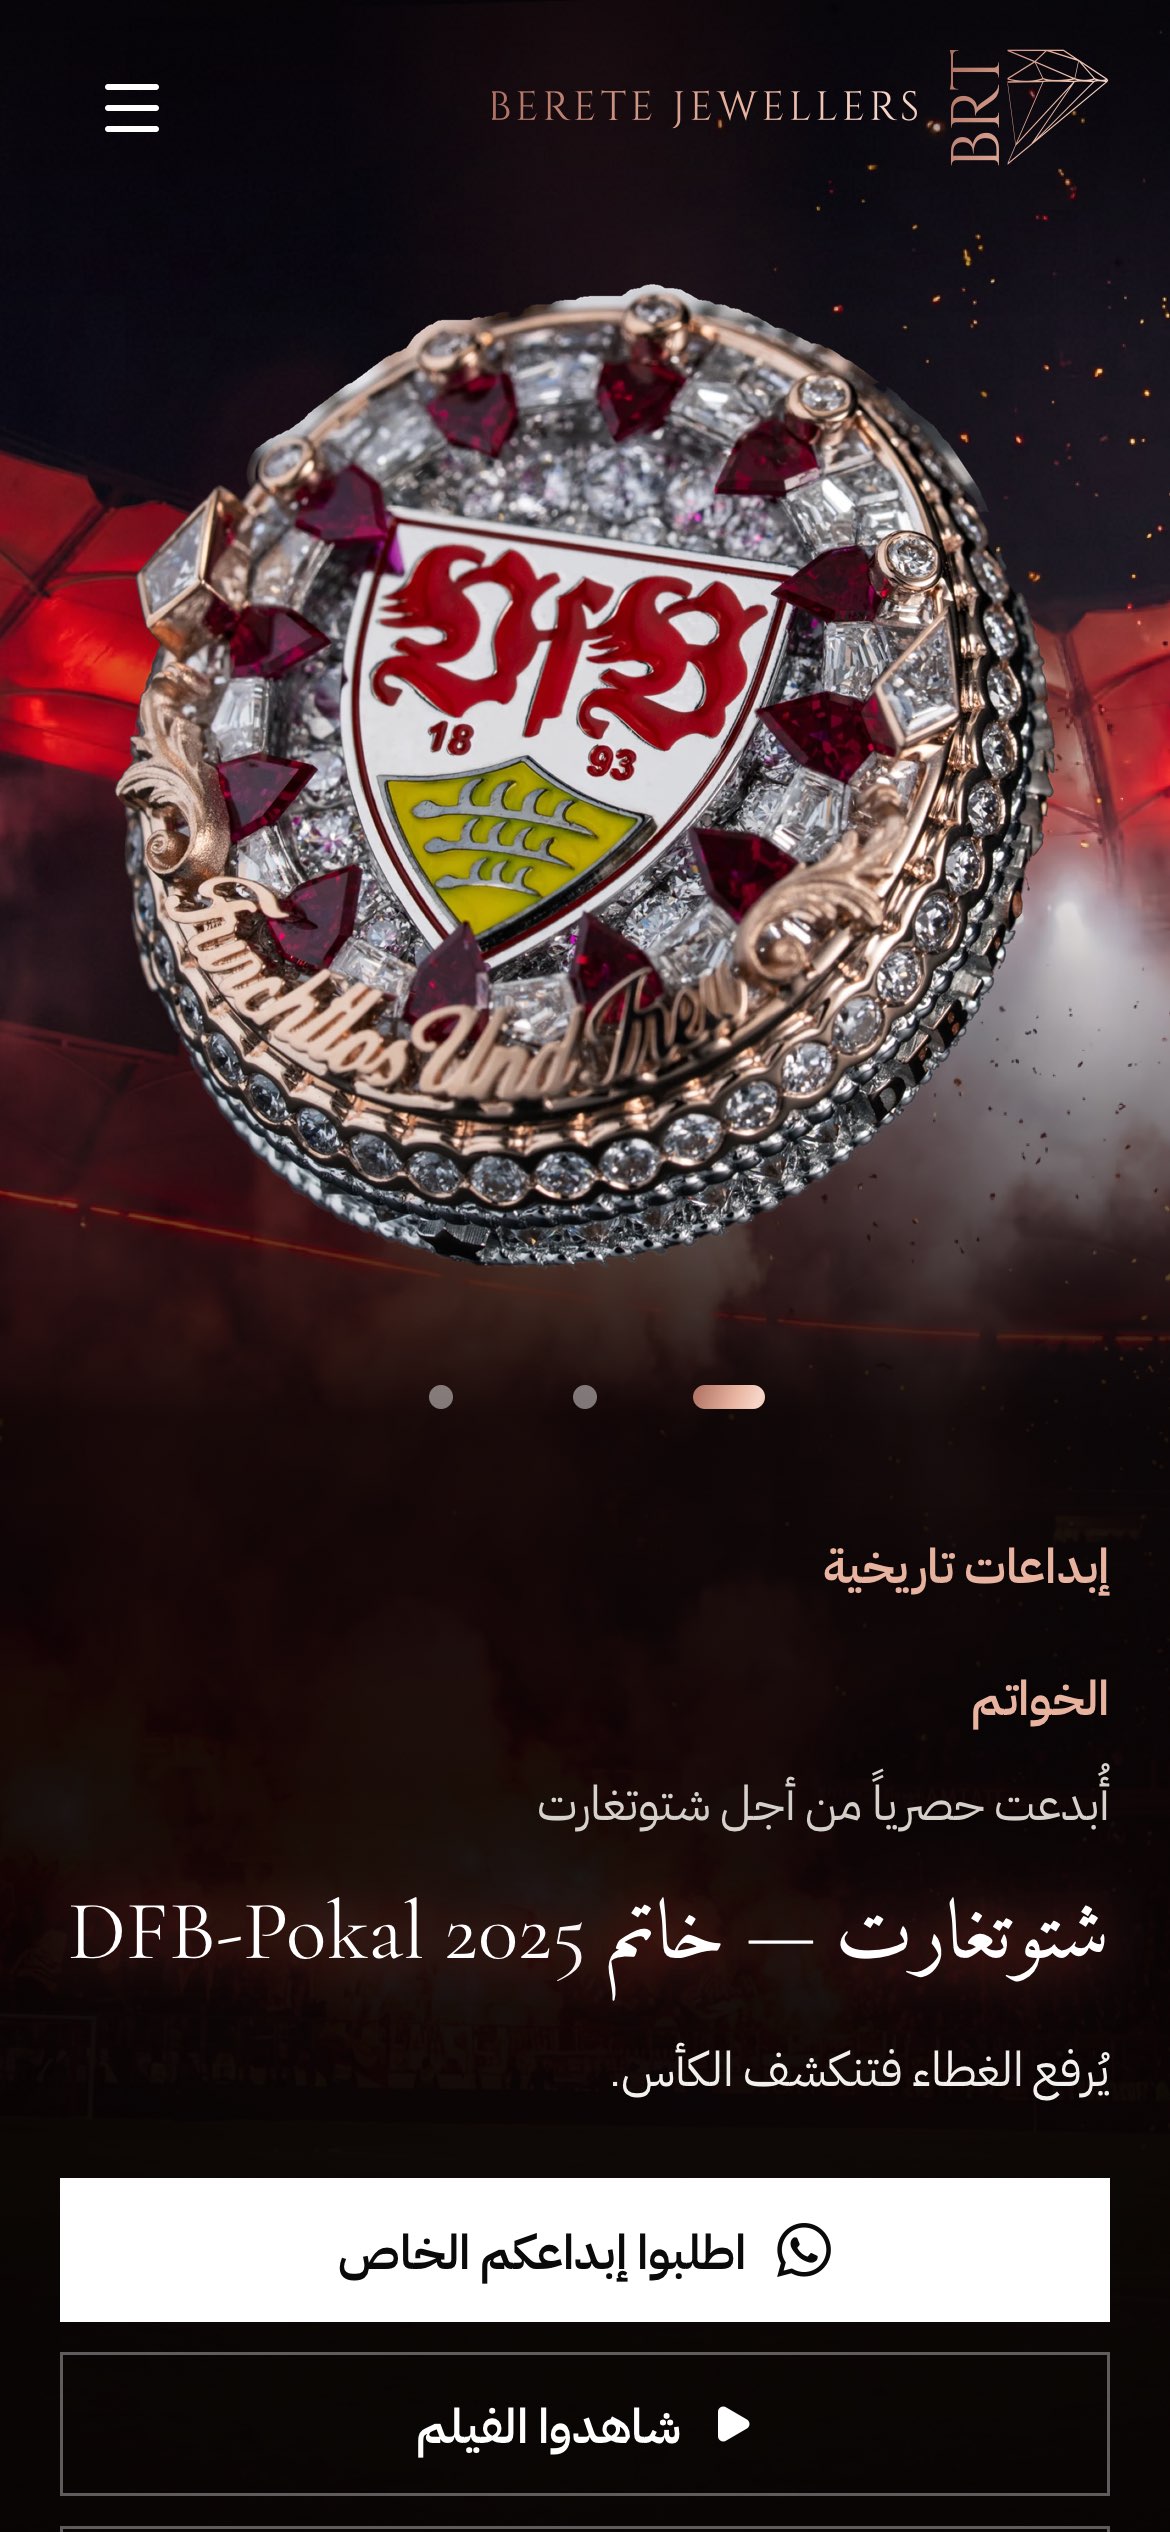 BERETE JEWELLERS
BRT
VfB
18 93
Furchtlos Und Treu
DFB
إبداعات تاريخية
الخواتم
أُبدعت حصرياً من أجل شتوتغارت
شتوتغارت — خاتم DFB-Pokal 2025
يُرفع الغطاء فتنكشف الكأس.
اطلبوا إبداعكم الخاص
شاهدوا الفيلم